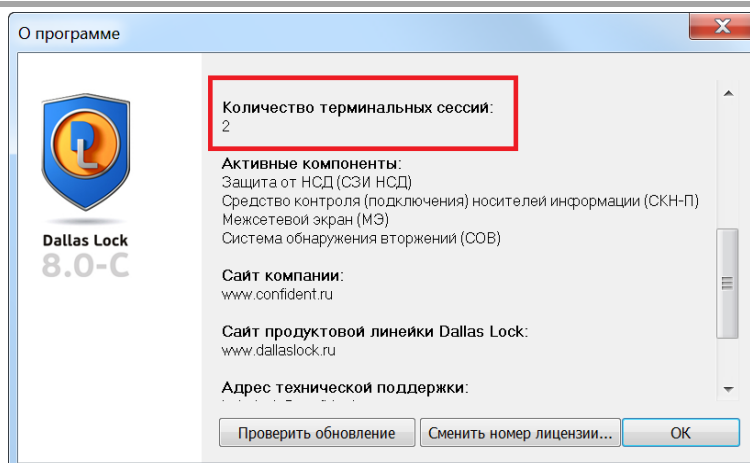 О программе
Количество терминальных сессий:
2
Активные компоненты:
Защита от НСД (СЗИ НСД)
Средство контроля (подключения) носителей информации (СКН-П)
Межсетевой экран (МЭ)
Система обнаружения вторжений (СОВ)
Dallas Lock
8.0-C
Сайт компании:
www.confident.ru
Сайт продуктовой линейки Dallas Lock:
www.dallaslock.ru
Адрес технической поддержки:
Проверить обновление
Сменить номер лицензии...
ОК